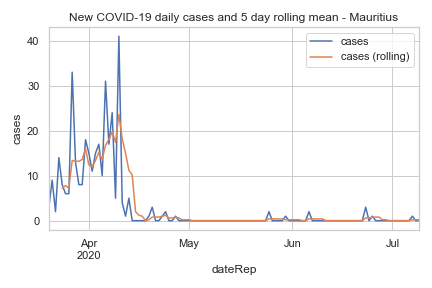 New COVID-19 daily cases and 5 day rolling mean - Mauritius
cases
cases (rolling)
40
30
20
10
0
cases
Apr
2020
May
Jun
Jul
dateRep